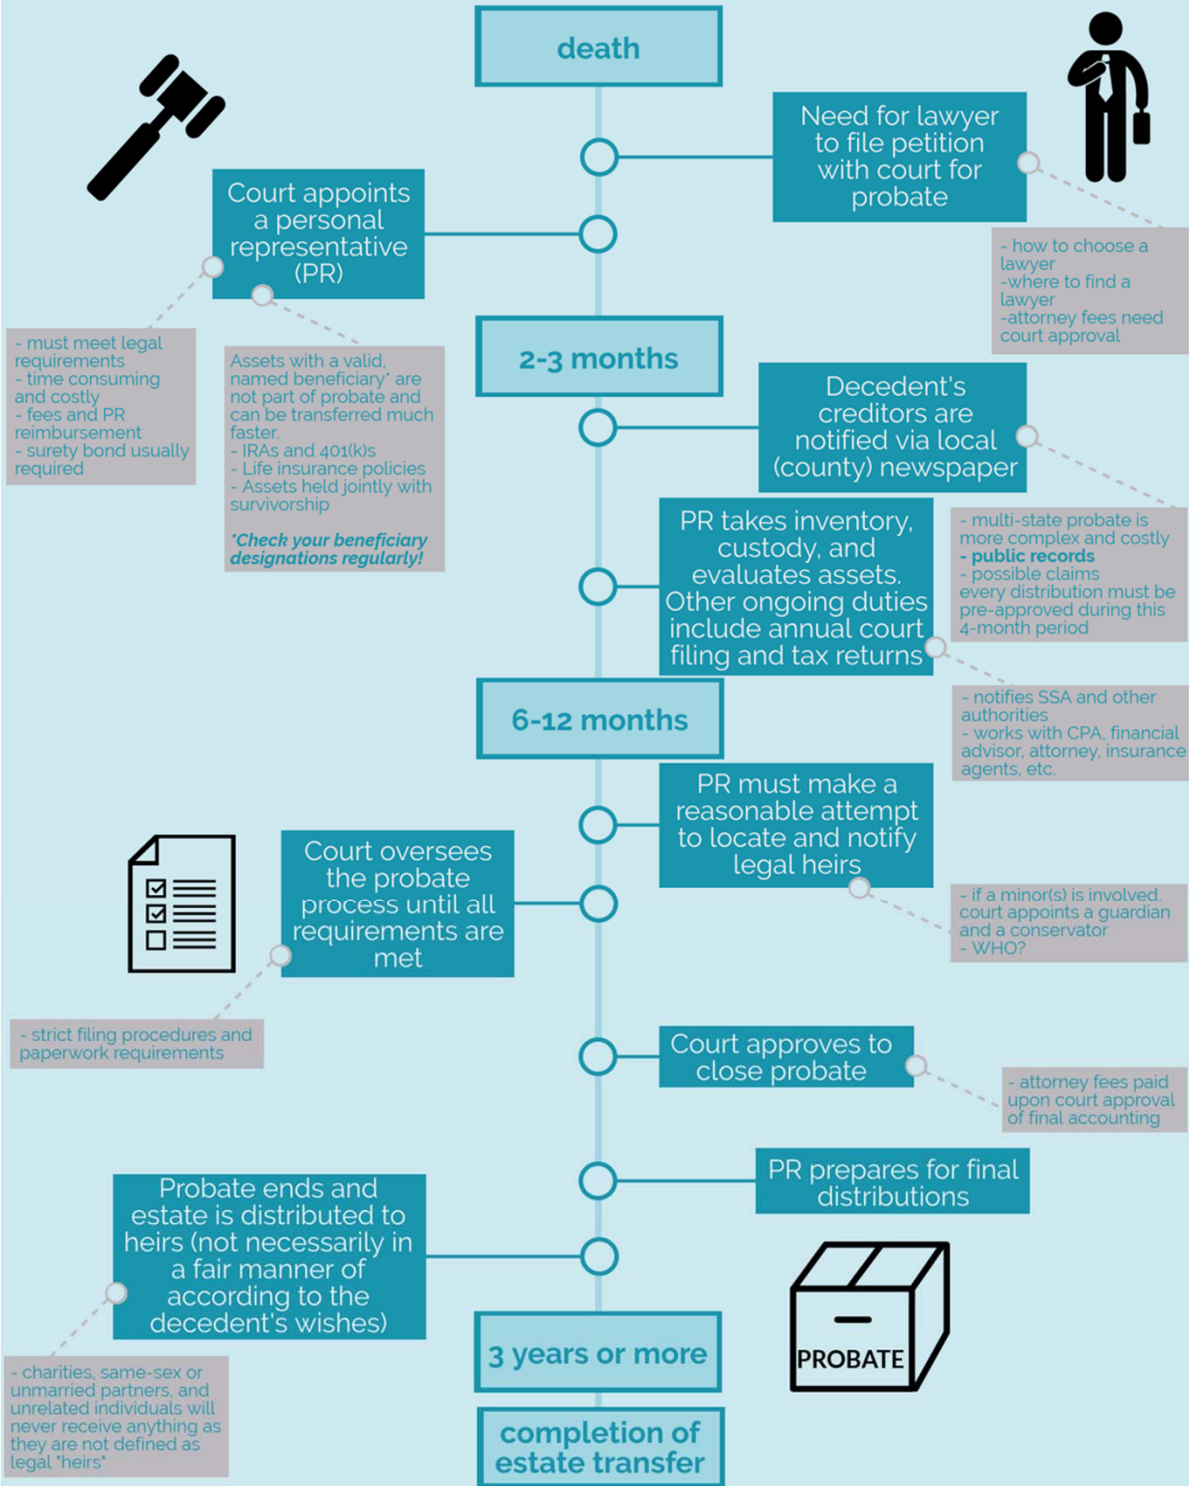 death
Need for lawyer
to file petition
with court for
probate
- how to choose a
lawyer
-where to find a
lawyer
-attorney fees need
court approval
Court appoints
a personal
representative
(PR)
- must meet legal
requirements
- time consuming
and costly
- fees and PR
reimbursement
- surety bond usually
required
Assets with a valid,
named beneficiary* are
not part of probate and
can be transferred much
faster.
- IRAs and 401(k)s
- Life insurance policies
- Assets held jointly with
survivorship
*Check your beneficiary
designations regularly!
2-3 months
Decedent's
creditors are
notified via local
(county) newspaper
- multi-state probate is
more complex and costly
- public records
- possible claims
every distribution must be
pre-approved during this
4-month period
PR takes inventory,
custody, and
evaluates assets.
Other ongoing duties
include annual court
filing and tax returns
- notifies SSA and other
authorities
- works with CPA, financial
advisor, attorney, insurance
agents, etc.
6-12 months
PR must make a
reasonable attempt
to locate and notify
legal heirs
- if a minor(s) is involved.
court appoints a guardian
and a conservator
- WHO?
Court oversees
the probate
process until all
requirements are
met
- strict filing procedures and
paperwork requirements
Court approves to
close probate
- attorney fees paid
upon court approval
of final accounting
PR prepares for final
distributions
Probate ends and
estate is distributed to
heirs (not necessarily in
a fair manner of
according to the
decedent's wishes)
- charities, same-sex or
unmarried partners, and
unrelated individuals will
never receive anything as
they are not defined as
legal "heirs"
PROBATE
3 years or more
completion of
estate transfer